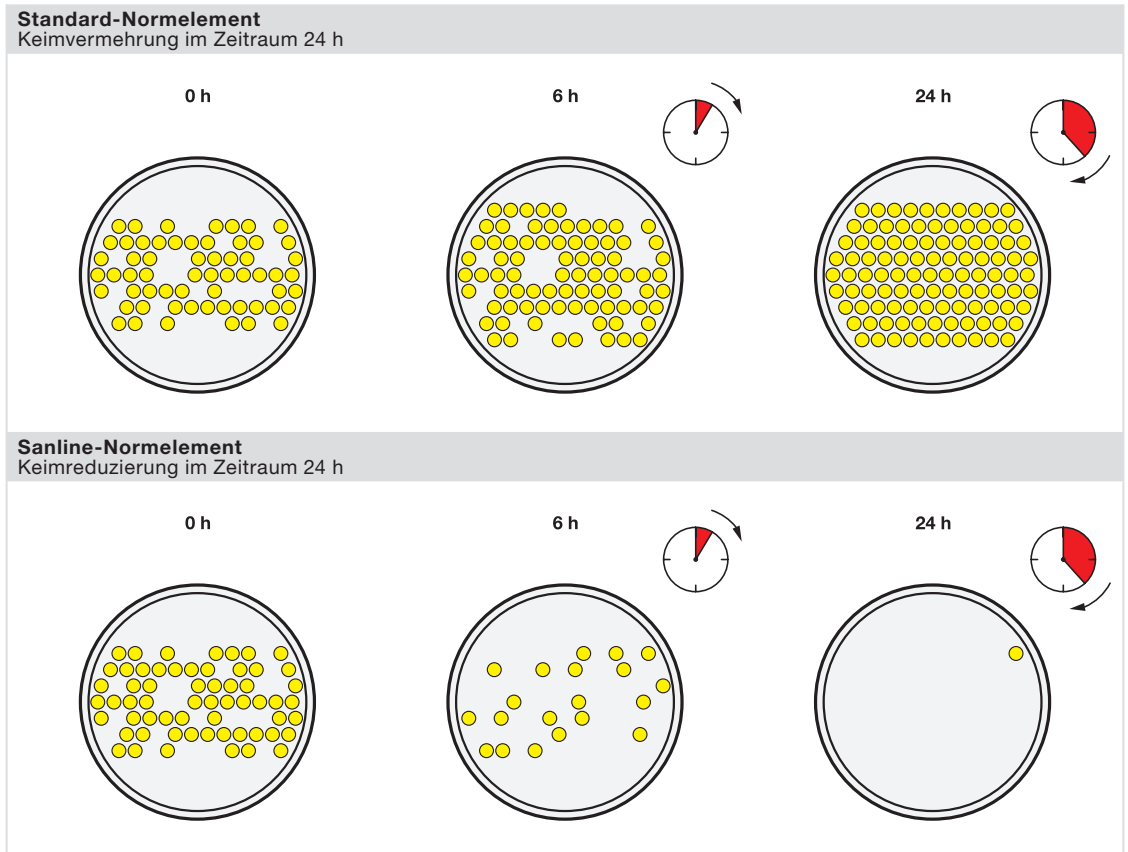 Standard-Normelement
Keimvermehrung im Zeitraum 24 h
0 h 6 h 24 h
Sanline-Normelement
Keimreduzierung im Zeitraum 24 h
0 h 6 h 24 h